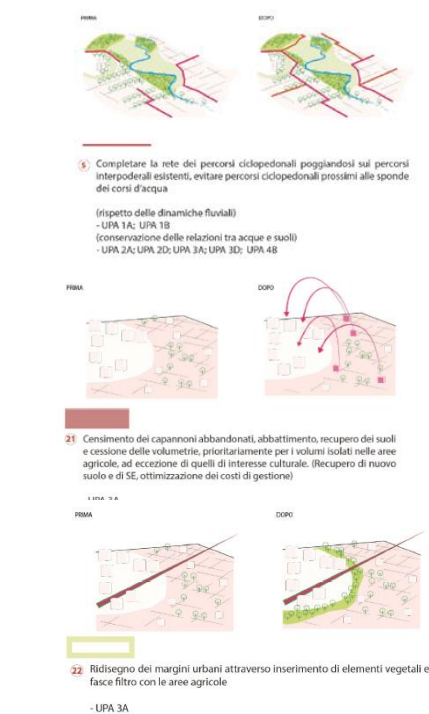 PRIMA
DOPO
5 Completare la rete dei percorsi ciclopedonali poggiandosi sui percorsi
interpoderali esistenti, evitare percorsi ciclopedonali prossimi alle sponde
dei corsi d'acqua
(rispetto delle dinamiche fluviali)
- UPA 1A; UPA 1B
(conservazione delle relazioni tra acque e suoli)
- UPA 2A; UPA 2D; UPA 3A; UPA 3D; UPA 4B
PRIMA
DOPO
21 Censimento dei capannoni abbandonati, abbattimento, recupero dei suoli
e cessione delle volumetrie, prioritariamente per i volumi isolati nelle aree
agricole, ad eccezione di quelli di interesse culturale. (Recupero di nuovo
suolo e di SE, ottimizzazione dei costi di gestione)
PRIMA
DOPO
22 Ridisegno dei margini urbani attraverso inserimento di elementi vegetali e
fasce filtro con le aree agricole
- UPA 3A